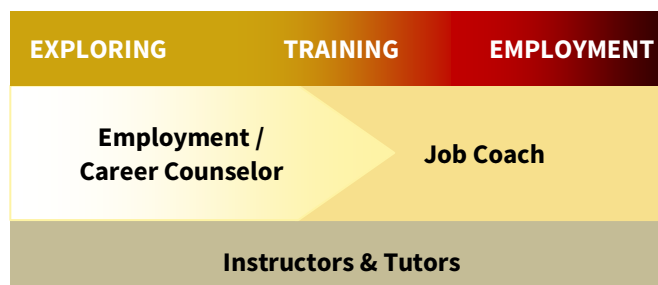 EXPLORING TRAINING EMPLOYMENT
Employment /
Career Counselor
Job Coach
Instructors & Tutors